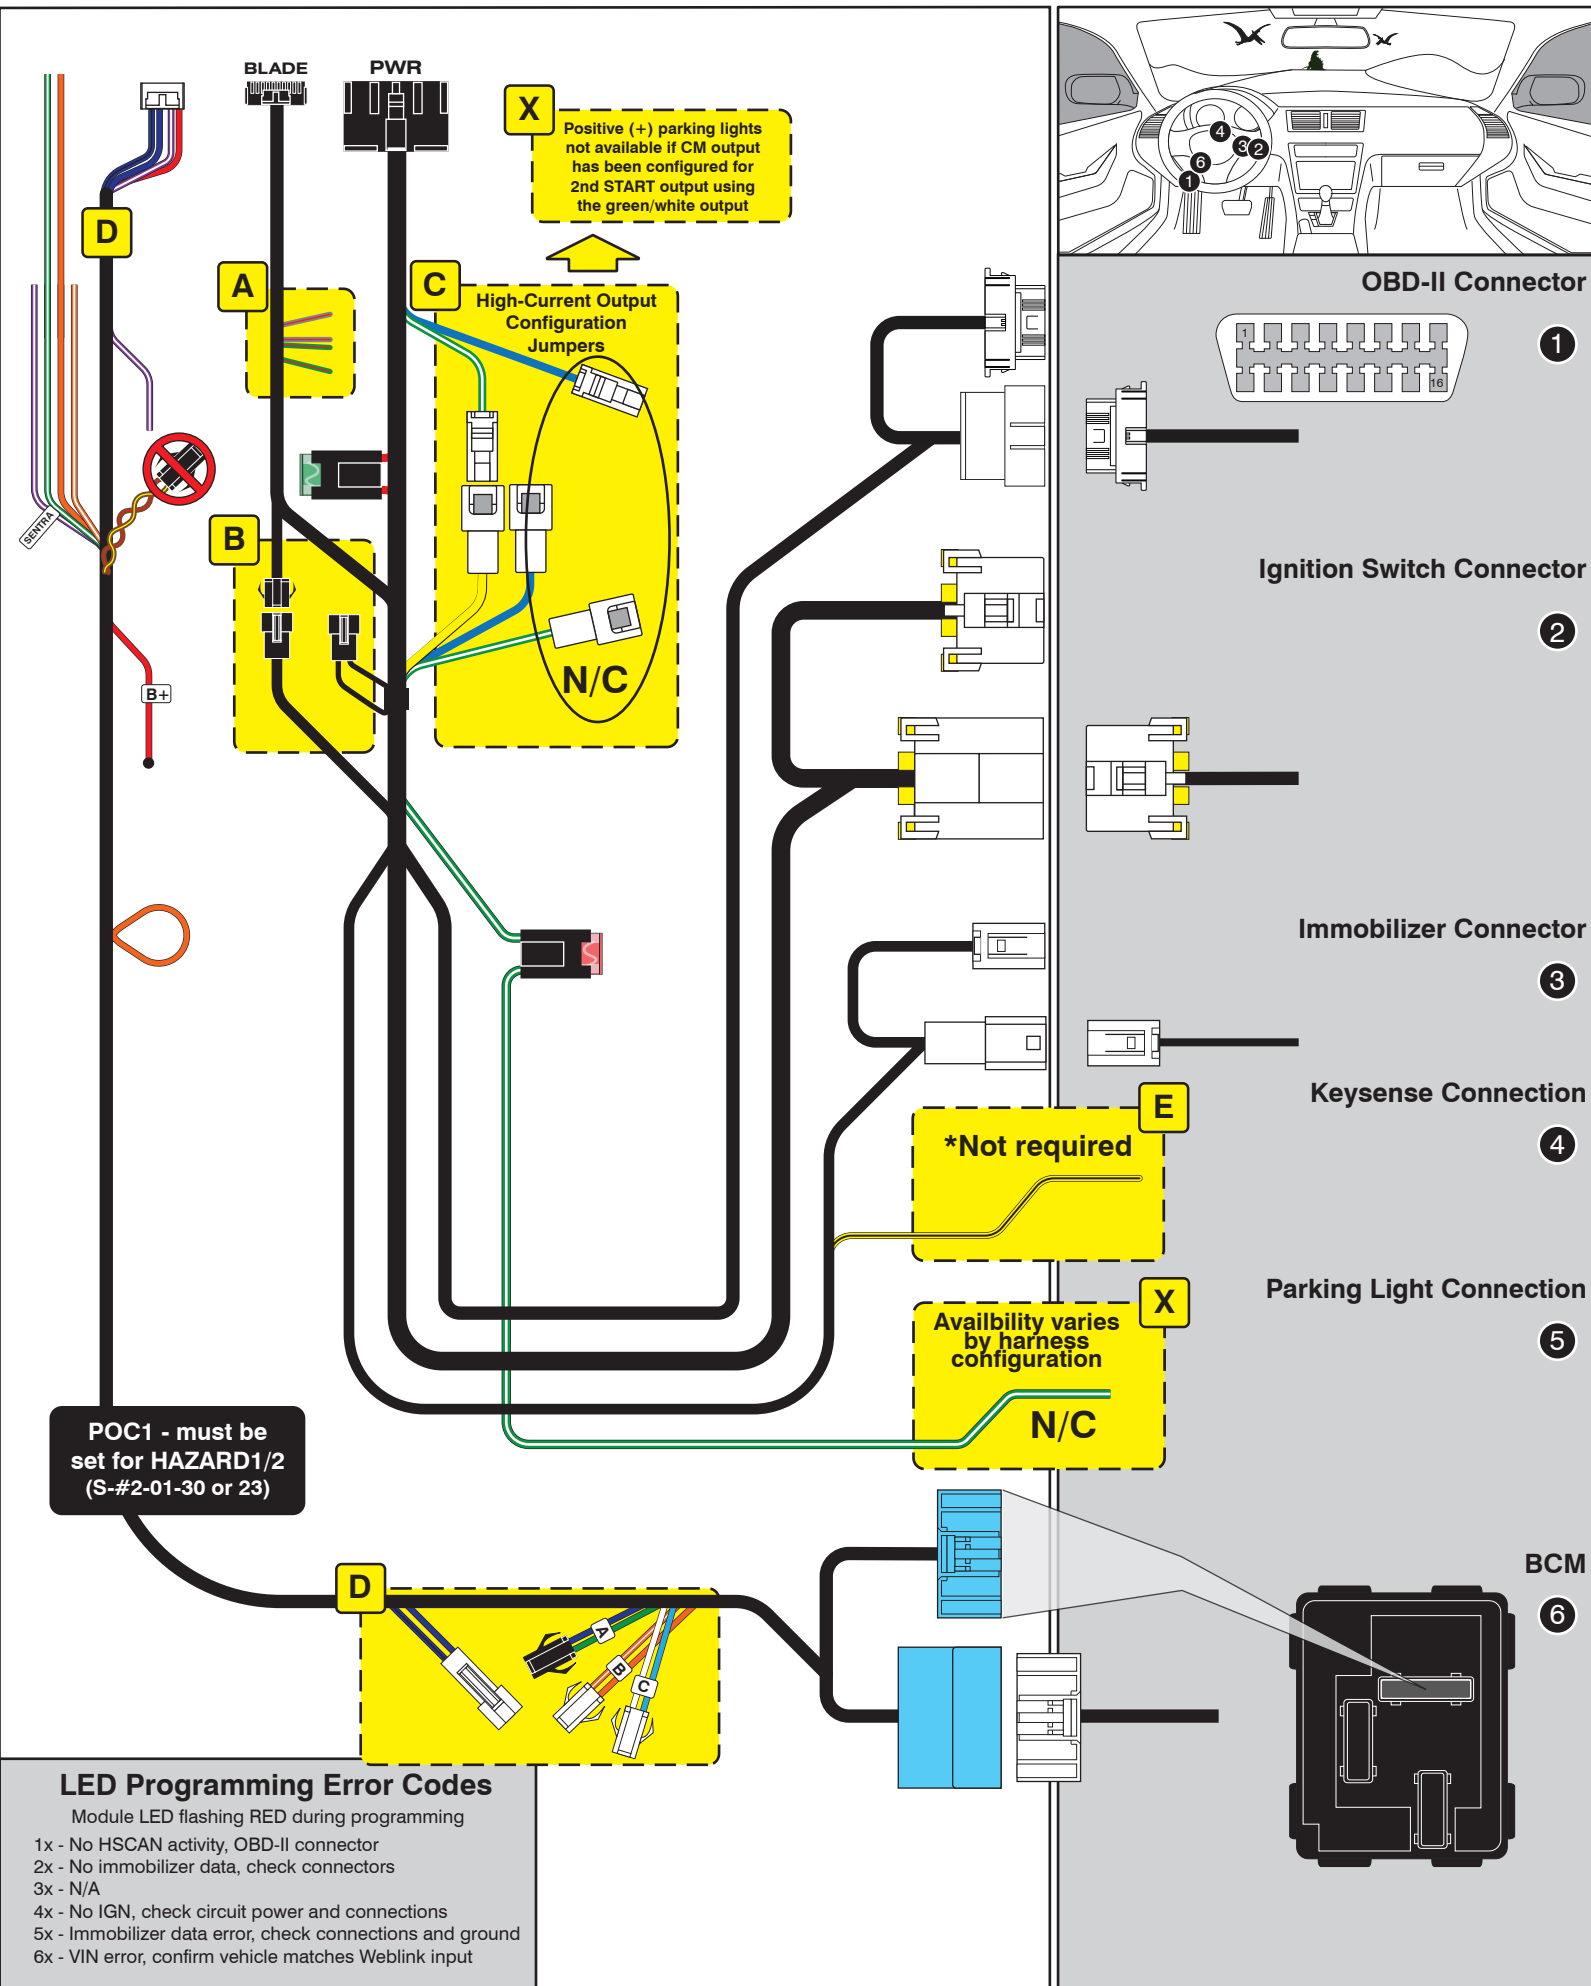 BLADE
PWR
X
Positive (+) parking lights
not available if CM output
has been configured for
2nd START output using
the green/white output
4
3
2
6
1
D
A
C
High-Current Output
Configuration
Jumpers
OBD-II Connector
1
1
16
SENTRA
B
Ignition Switch Connector
2
N/C
B+
Immobilizer Connector
3
Keysense Connection
4
E
*Not required
Parking Light Connection
5
X
Availbility varies
by harness
configuration
N/C
POC1 - must be
set for HAZARD1/2
(S-#2-01-30 or 23)
BCM
6
D
A
B
C
LED Programming Error Codes
Module LED flashing RED during programming
1x - No HSCAN activity, OBD-II connector
2x - No immobilizer data, check connectors
3x - N/A
4x - No IGN, check circuit power and connections
5x - Immobilizer data error, check connections and ground
6x - VIN error, confirm vehicle matches Weblink input